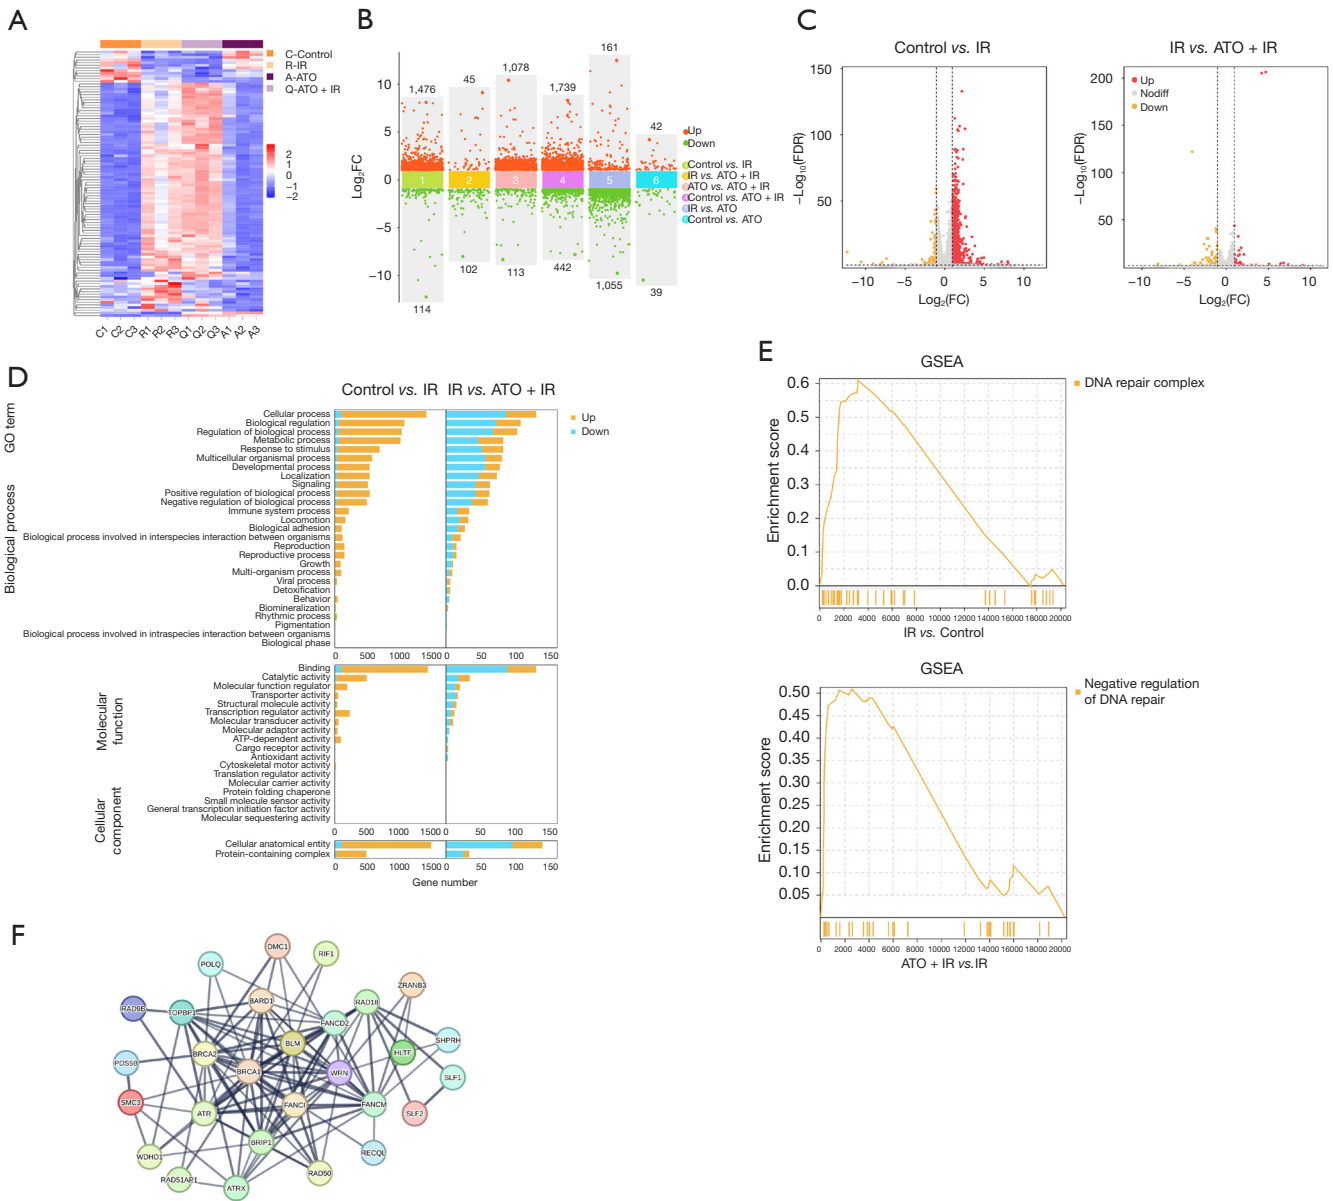 A
C-Control
R-IR
A-ATO
Q-ATO + IR
2
1
0
−1
−2
C1 C2 C3 R1 R2 R3 Q1 Q2 Q3 A1 A2 A3
B
Log2FC
10
5
0
−5
−10
1,476 45 1,078 1,739 161 42
1 2 3 4 5 6
114 102 113 442 1,055 39
Up
Down
Control vs. IR
IR vs. ATO + IR
ATO vs. ATO + IR
Control vs. ATO + IR
IR vs. ATO
Control vs. ATO
C
Control vs. IR
−Log10(FDR)
150
100
50
−10 −5 0 5 10
Log2(FC)
IR vs. ATO + IR
−Log10(FDR)
200
150
100
50
−10 −5 0 5 10
Log2(FC)
Up
Nodiff
Down
D
Control vs. IR IR vs. ATO + IR
Up
Down
GO term
Biological process
Cellular process
Biological regulation
Regulation of biological process
Metabolic process
Response to stimulus
Multicellular organismal process
Developmental process
Localization
Signaling
Positive regulation of biological process
Negative regulation of biological process
Immune system process
Locomotion
Biological adhesion
Biological process involved in interspecies interaction between organisms
Reproduction
Reproductive process
Growth
Multi-organism process
Viral process
Detoxification
Behavior
Biomineralization
Rhythmic process
Pigmentation
Biological process involved in intraspecies interaction between organisms
Biological phase
0 500 1000 1500 0 50 100 150
Molecular function
Binding
Catalytic activity
Molecular function regulator
Transporter activity
Structural molecule activity
Transcription regulator activity
Molecular transducer activity
Molecular adaptor activity
ATP-dependent activity
Cargo receptor activity
Antioxidant activity
Cytoskeletal motor activity
Translation regulator activity
Molecular carrier activity
Protein folding chaperone
Small molecule sensor activity
General transcription initiation factor activity
Molecular sequestering activity
0 500 1000 1500 0 50 100 150
Cellular component
Cellular anatomical entity
Protein-containing complex
0 500 1000 1500 0 50 100 150
Gene number
E
GSEA
DNA repair complex
Enrichment score
0.6
0.5
0.4
0.3
0.2
0.1
0.0
0 2000 4000 6000 8000 10000 12000 14000 16000 18000 20000
IR vs. Control
GSEA
Negative regulation
of DNA repair
Enrichment score
0.50
0.45
0.40
0.35
0.30
0.25
0.20
0.15
0.10
0.05
0 2000 4000 6000 8000 10000 12000 14000 16000 18000 20000
ATO + IR vs.IR
F
DMC1
RIF1
POLQ
ZRANB3
RAD9B
TOPBP1
BARD1
RAD18
FANCD2
SHPRH
BLM
HLTF
BRCA2
PDS5B
BRCA1
WRN
SLF1
SMC3
ATR
FANCI
FANCM
SLF2
BRIP1
RECQL
WDHD1
RAD51AP1
RAD50
ATRX